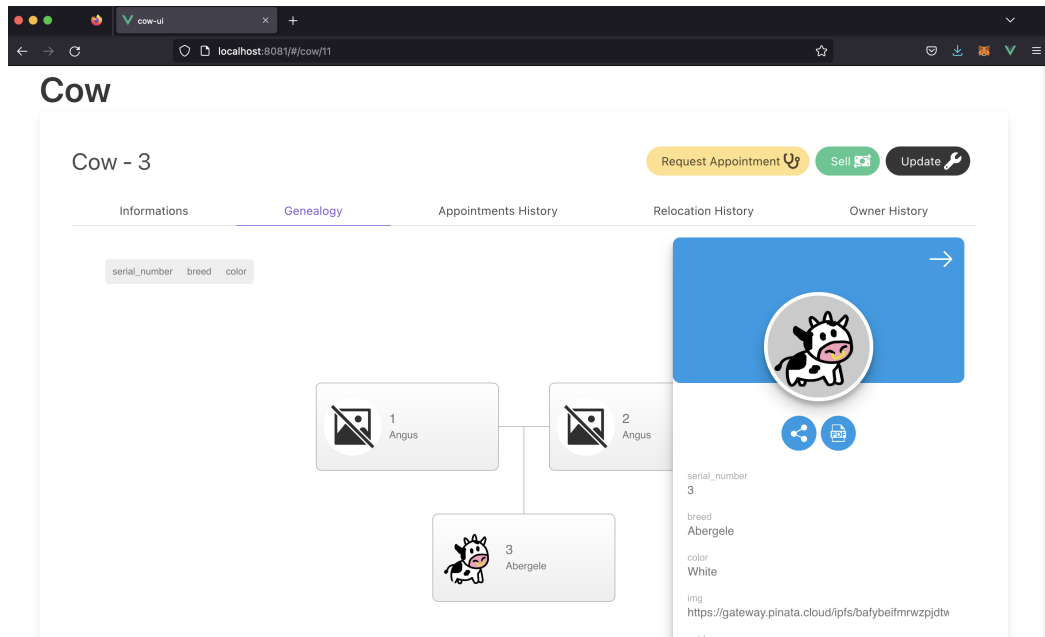 cow-ui
localhost:8081/#/cow/11
Cow
Cow - 3
Request Appointment
Sell
Update
Informations
Genealogy
Appointments History
Relocation History
Owner History
serial_number breed color
1
Angus
2
Angus
3
Abergele
PDF
serial_number
3
breed
Abergele
color
White
img
https://gateway.pinata.cloud/ipfs/bafybeifmrwzpjdtw